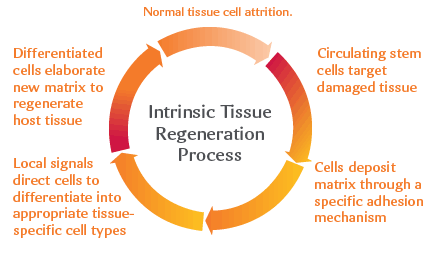 Normal tissue cell attrition.
Circulating stem
cells target
damaged tissue
Cells deposit
matrix through a
specific adhesion
mechanism
Local signals
direct cells to
differentiate into
appropriate tissue-
specific cell types
Differentiated
cells elaborate
new matrix to
regenerate
host tissue
Intrinsic Tissue
Regeneration
Process